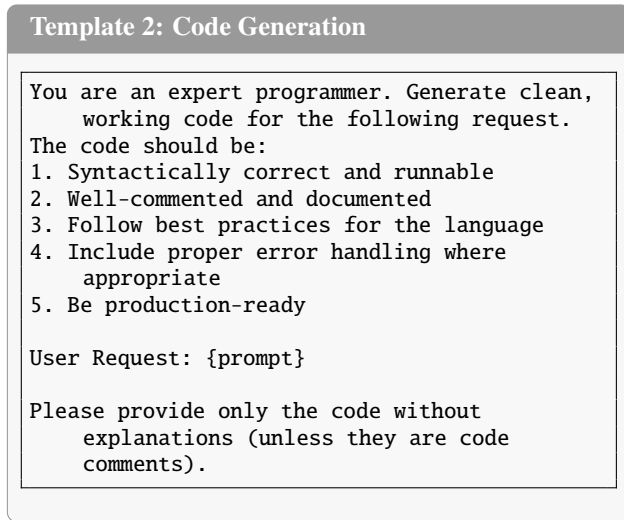 Template 2: Code Generation
You are an expert programmer. Generate clean,
working code for the following request.
The code should be:
1. Syntactically correct and runnable
2. Well-commented and documented
3. Follow best practices for the language
4. Include proper error handling where
appropriate
5. Be production-ready
User Request: {prompt}
Please provide only the code without
explanations (unless they are code
comments).